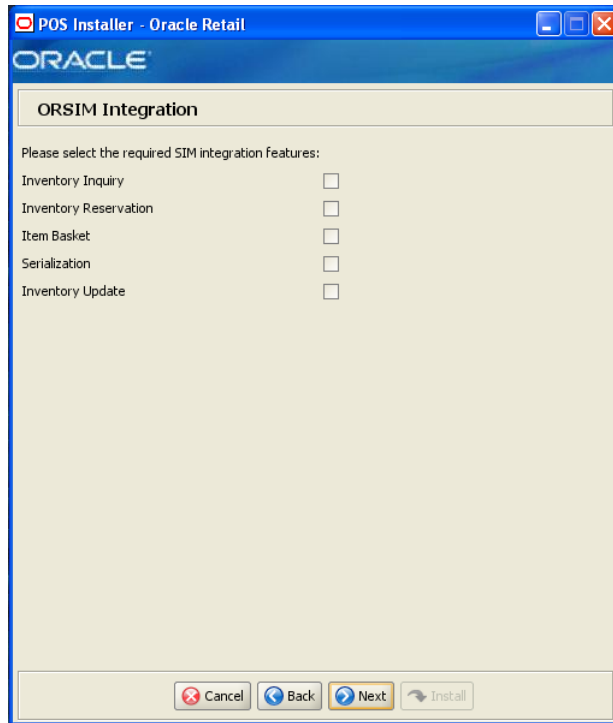 POS Installer - Oracle Retail
ORACLE
ORSIM Integration
Please select the required SIM integration features:
Inventory Inquiry
Inventory Reservation
Item Basket
Serialization
Inventory Update
Cancel Back Next Install